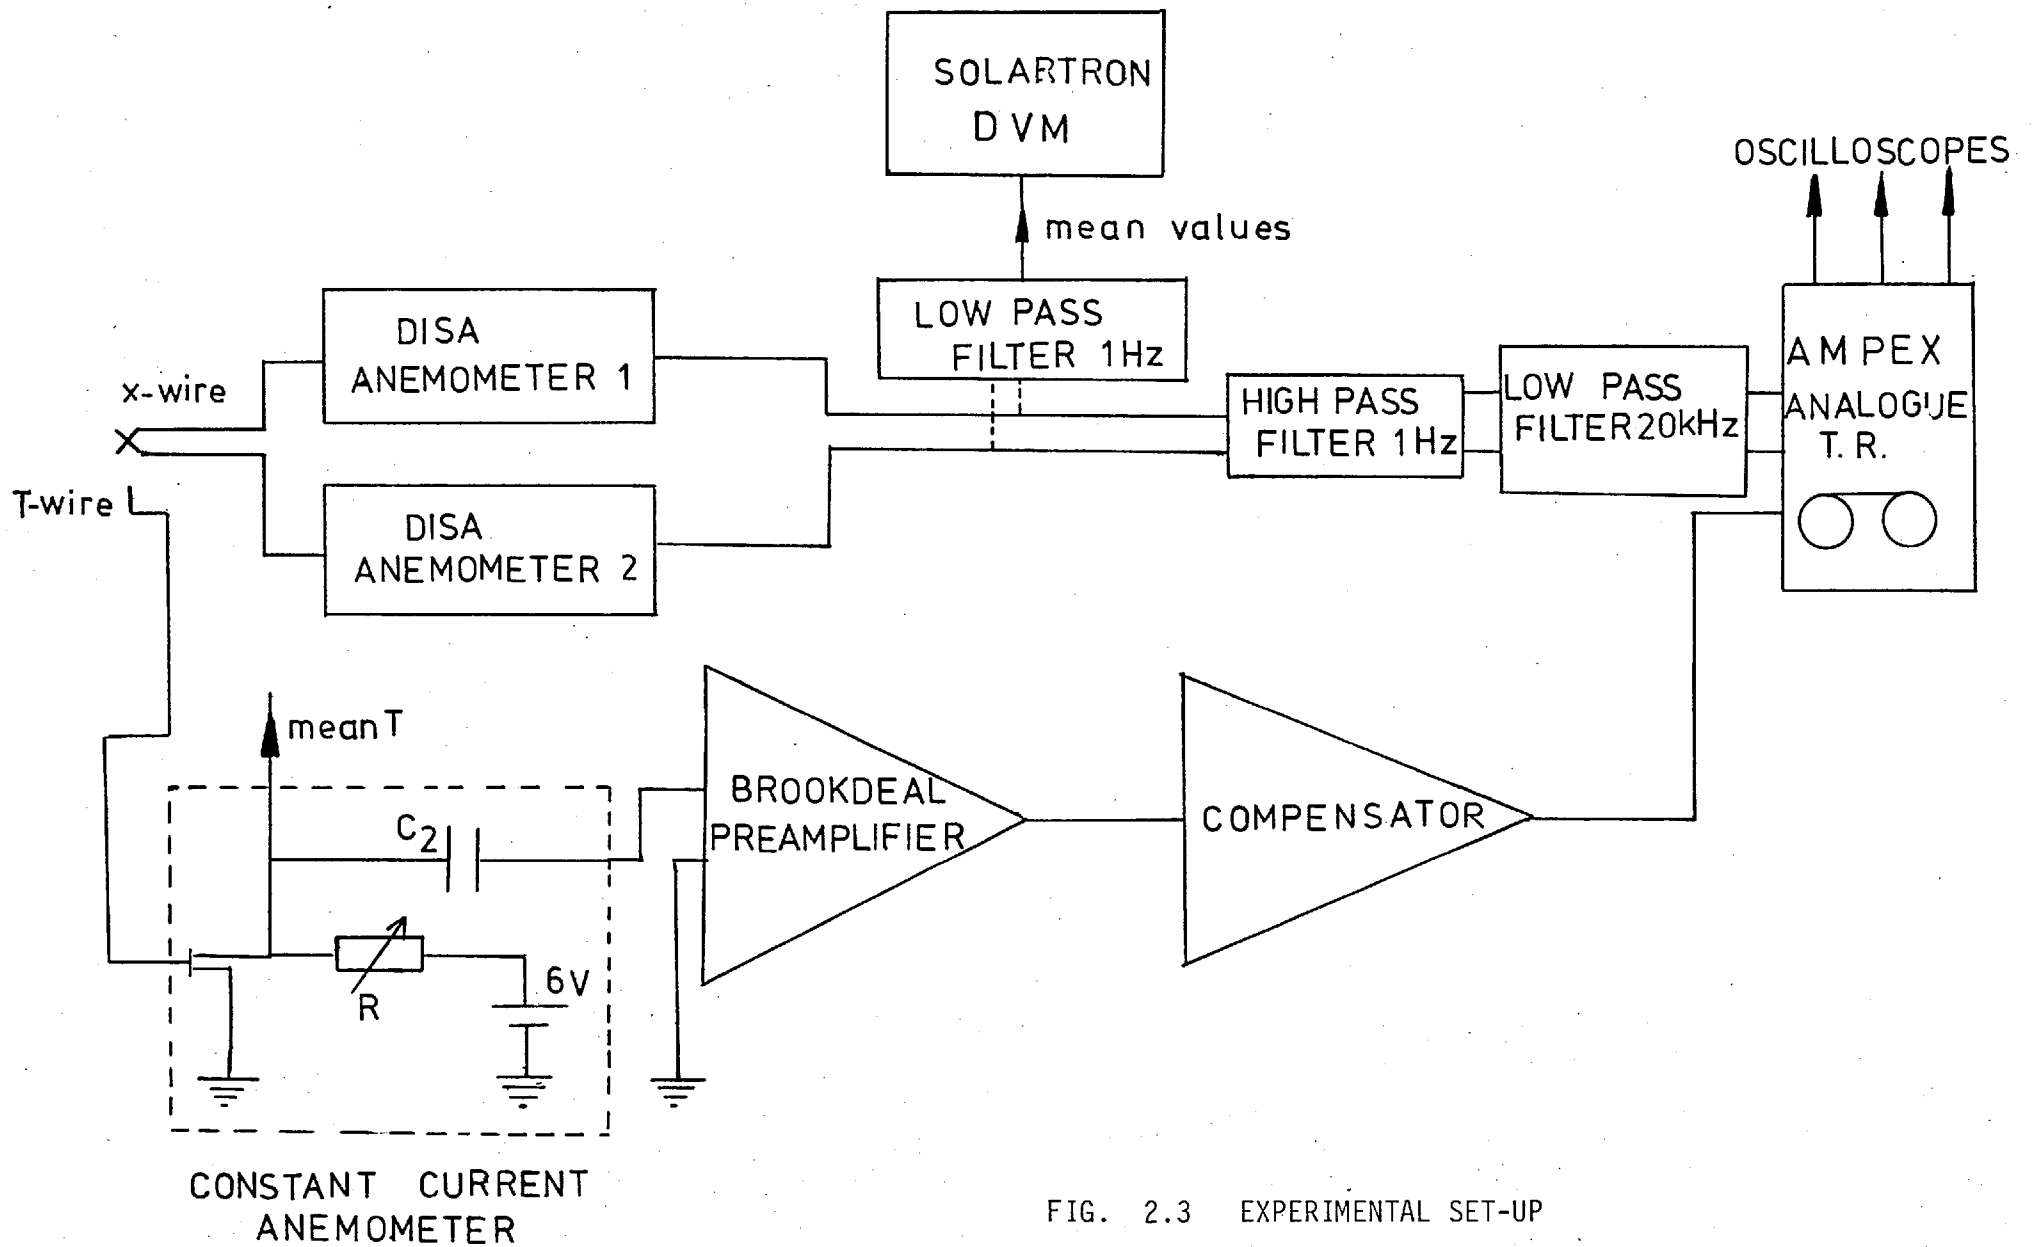 SOLARTRON
DVM
OSCILLOSCOPES
mean values
DISA
ANEMOMETER 1
LOW PASS
FILTER 1Hz
x-wire
HIGH PASS
FILTER 1Hz
LOW PASS
FILTER 20kHz
AMPEX
ANALOGUE
T.R.
T-wire
DISA
ANEMOMETER 2
mean T
C2
BROOKDEAL
PREAMPLIFIER
COMPENSATOR
R
6V
CONSTANT CURRENT
ANEMOMETER
FIG. 2.3 EXPERIMENTAL SET-UP